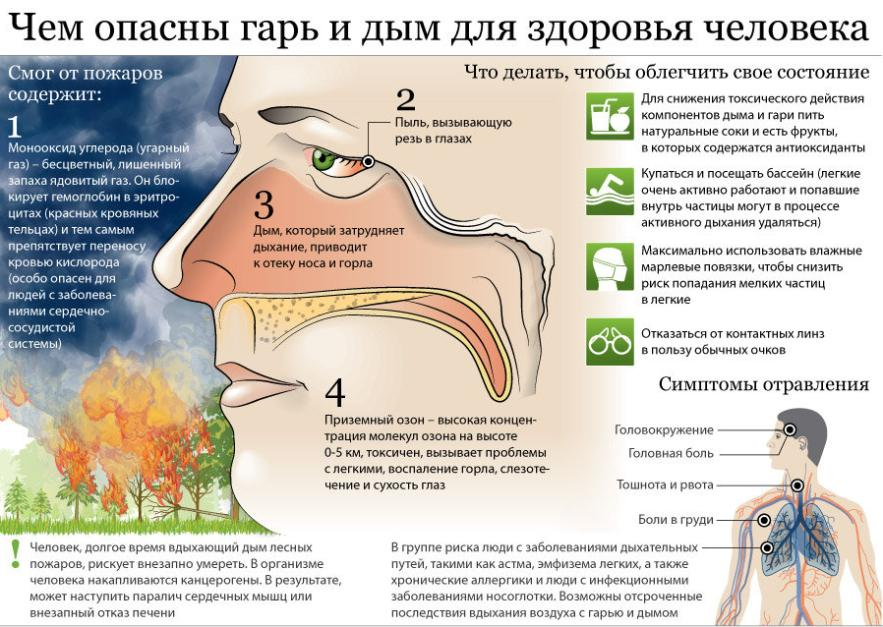 Чем опасны гарь и дым для здоровья человека
Смог от пожаров
содержит:
1
Монооксид углерода (угарный
газ) – бесцветный, лишенный
запаха ядовитый газ. Он бло-
кирует гемоглобин в эритро-
цитах (красных кровяных
тельцах) и тем самым
препятствует переносу
кровью кислорода
(особо опасен для
людей с заболева-
ниями сердечно-
сосудистой
системы)
2
Пыль, вызывающую
резь в глазах
3
Дым, который затрудняет
дыхание, приводит
к отеку носа и горла
4
Приземный озон – высокая концен-
трация молекул озона на высоте
0-5 км, токсичен, вызывает проблемы
с легкими, воспаление горла, слезоте-
чение и сухость глаз
Что делать, чтобы облегчить свое состояние
Для снижения токсического действия
компонентов дыма и гари пить
натуральные соки и есть фрукты,
в которых содержатся антиоксиданты
Купаться и посещать бассейн (легкие
очень активно работают и попавшие
внутрь частицы могут в процессе
активного дыхания удаляться)
Максимально использовать влажные
марлевые повязки, чтобы снизить
риск попадания мелких частиц
в легкие
Отказаться от контактных линз
в пользу обычных очков
Симптомы отравления
Головокружение
Головная боль
Тошнота и рвота
Боли в груди
! Человек, долгое время вдыхающий дым лесных
пожаров, рискует внезапно умереть. В организме
человека накапливаются канцерогены. В результате,
может наступить паралич сердечных мышц или
внезапный отказ печени
В группе риска люди с заболеваниями дыхательных
путей, такими как астма, эмфизема легких, а также
хронические аллергики и люди с инфекционными
заболеваниями носоглотки. Возможны отсроченные
последствия вдыхания воздуха с гарью и дымом